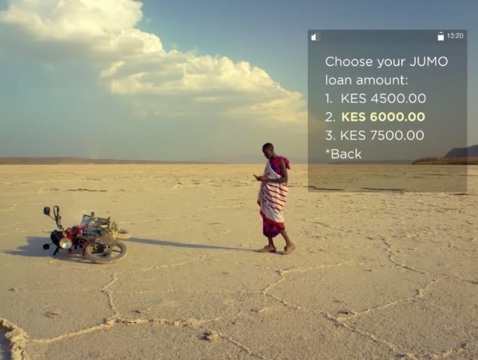 13:20
Choose your JUMO
loan amount:
1. KES 4500.00
2. KES 6000.00
3. KES 7500.00
*Back